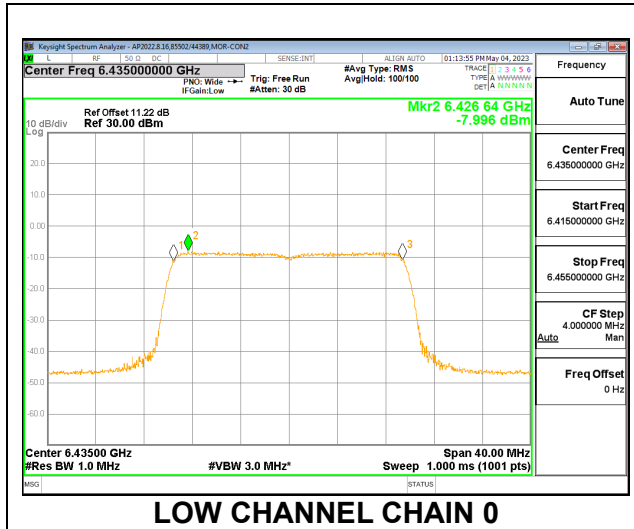 Keysight Spectrum Analyzer - AP2022.8.16,85502/44389,MOR-CON2
L RF 50 Ω DC SENSE:INT ALIGN AUTO 01:13:55 PM May 04, 2023
Center Freq 6.435000000 GHz #Avg Type: RMS TRACE 1 2 3 4 5 6
PNO: Wide Trig: Free Run Avg|Hold: 100/100 TYPE A WWWWW
IFGain:Low #Atten: 30 dB DET A N N N N N
Frequency
Auto Tune
Center Freq
6.435000000 GHz
Start Freq
6.415000000 GHz
Stop Freq
6.455000000 GHz
CF Step
4.000000 MHz
Auto Man
Freq Offset
0 Hz
Mkr2 6.426 64 GHz
-7.996 dBm
Ref Offset 11.22 dB
10 dB/div Ref 30.00 dBm
Log
20.0
10.0
0.00
-10.0
-20.0
-30.0
-40.0
-50.0
-60.0
1
2
3
Center 6.43500 GHz Span 40.00 MHz
#Res BW 1.0 MHz #VBW 3.0 MHz* Sweep 1.000 ms (1001 pts)
MSG STATUS
LOW CHANNEL CHAIN 0